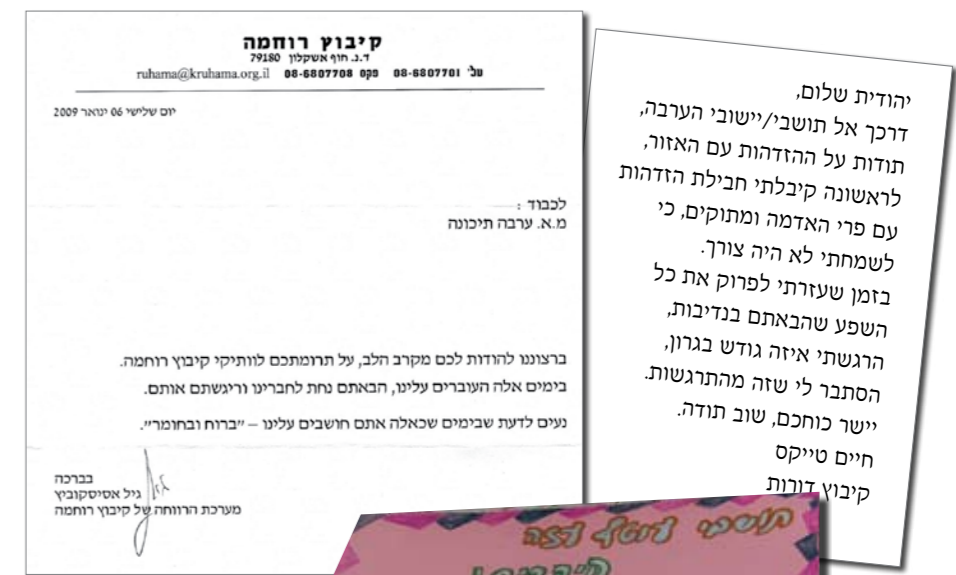 קיבוץ רוחמה
ד.נ. חוף אשקלון 79180
טל' 08-6807701 פקס 08-6807708 ruhama@kruhama.org.il
יום שלישי 06 ינואר 2009
לכבוד :
מ.א. ערבה תיכונה
ברצוננו להודות לכם מקרב הלב, על תרומתכם לוותיקי קיבוץ רוחמה.
בימים אלה העוברים עלינו, הבאתם נחת לחברינו וריגשתם אותם.
נעים לדעת שבימים שכאלה אתם חושבים עלינו – "ברוח ובחומר".
בברכה
גיל אסיסקוביץ
מערכת הרווחה של קיבוץ רוחמה
יהודית שלום,
דרכך אל תושבי/יישובי הערבה,
תודות על ההזדהות עם האזור,
לראשונה קיבלתי חבילת הזדהות
עם פרי האדמה ומתוקים, כי
לשמחתי לא היה צורך.
בזמן שעזרתי לפרוק את כל
השפע שהבאתם בנדיבות,
הרגשתי איזה גודש בגרון,
הסתבר לי שזה מהתרגשות.
יישר כוחכם, שוב תודה.
חיים טייקס
קיבוץ דורות
תושבי עוטף עזה